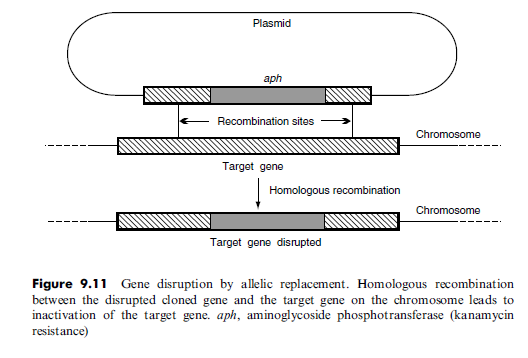 Plasmid
aph
Recombination sites
Chromosome
Target gene
Homologous recombination
Chromosome
Target gene disrupted
Figure 9.11 Gene disruption by allelic replacement. Homologous recombination
between the disrupted cloned gene and the target gene on the chromosome leads to
inactivation of the target gene. aph, aminoglycoside phosphotransferase (kanamycin
resistance)